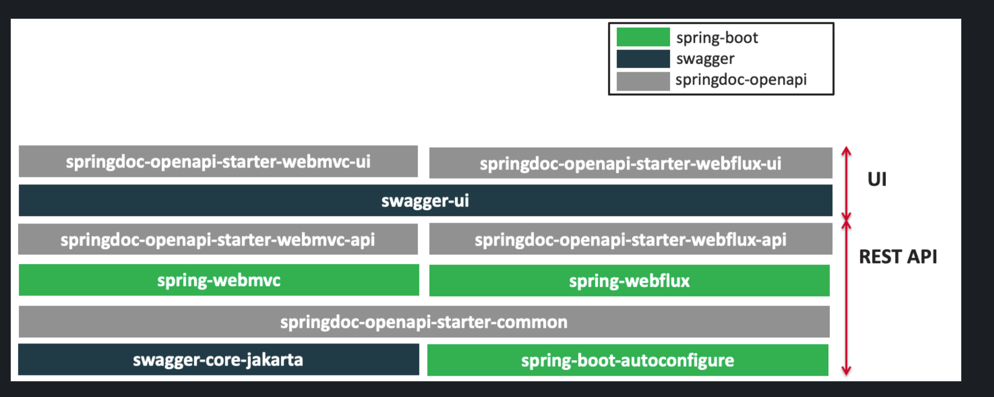 spring-boot
swagger
springdoc-openapi
springdoc-openapi-starter-webmvc-ui
springdoc-openapi-starter-webflux-ui
swagger-ui
UI
springdoc-openapi-starter-webmvc-api
springdoc-openapi-starter-webflux-api
REST API
spring-webmvc
spring-webflux
springdoc-openapi-starter-common
swagger-core-jakarta
spring-boot-autoconfigure